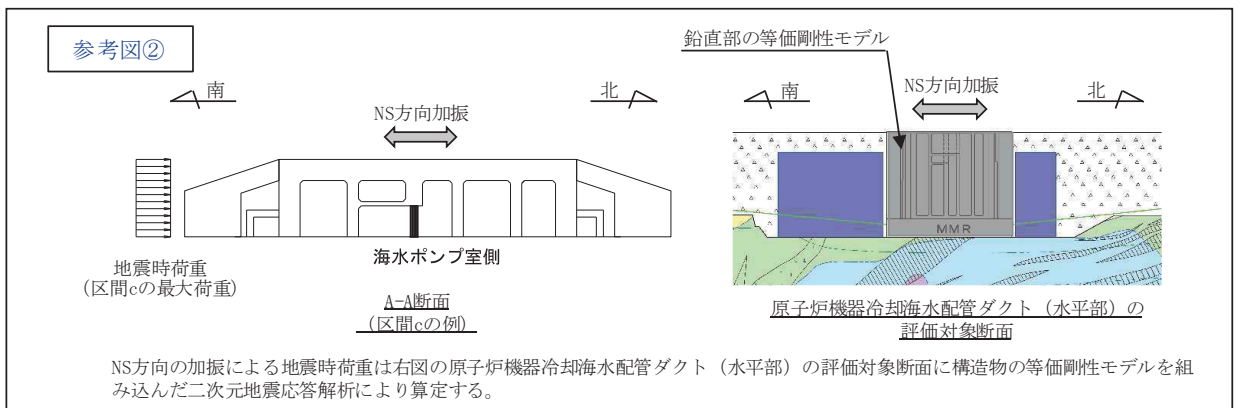 参考図②
鉛直部の等価剛性モデル
南
北
NS方向加振
南
北
NS方向加振
MMR
海水ポンプ室側
地震時荷重
(区間cの最大荷重)
A-A断面
(区間cの例)
原子炉機器冷却海水配管ダクト（水平部）の
評価対象断面
NS方向の加振による地震時荷重は右図の原子炉機器冷却海水配管ダクト（水平部）の評価対象断面に構造物の等価剛性モデルを組
み込んだ二次元地震応答解析により算定する。